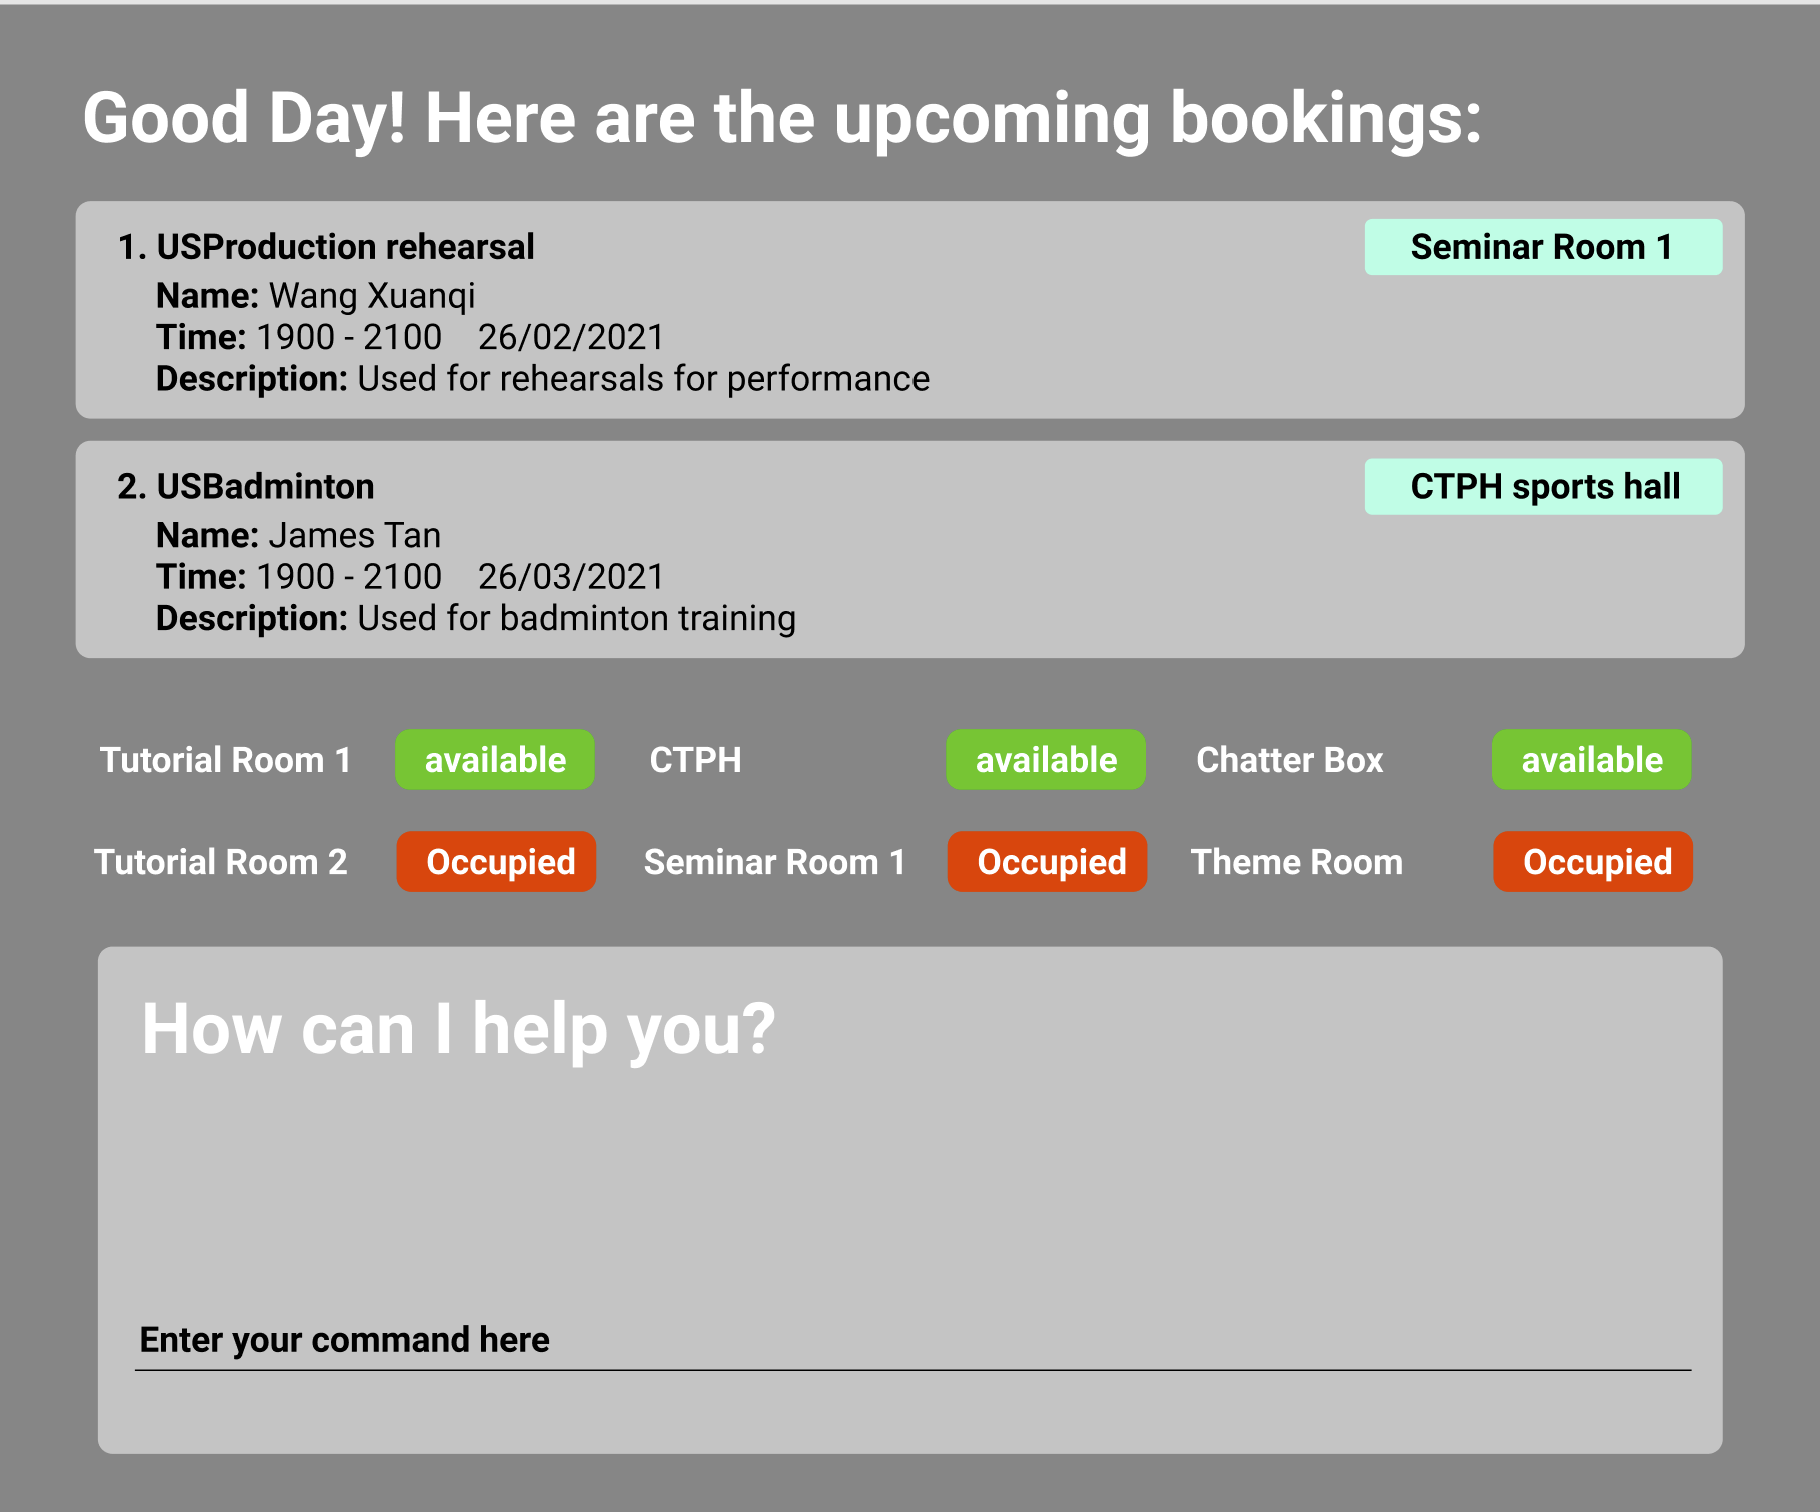 Good Day! Here are the upcoming bookings:
1. USProduction rehearsal Seminar Room 1
Name: Wang Xuanqi
Time: 1900 - 2100 26/02/2021
Description: Used for rehearsals for performance
2. USBadminton CTPH sports hall
Name: James Tan
Time: 1900 - 2100 26/03/2021
Description: Used for badminton training
Tutorial Room 1 available CTPH available Chatter Box available
Tutorial Room 2 Occupied Seminar Room 1 Occupied Theme Room Occupied
How can I help you?
Enter your command here